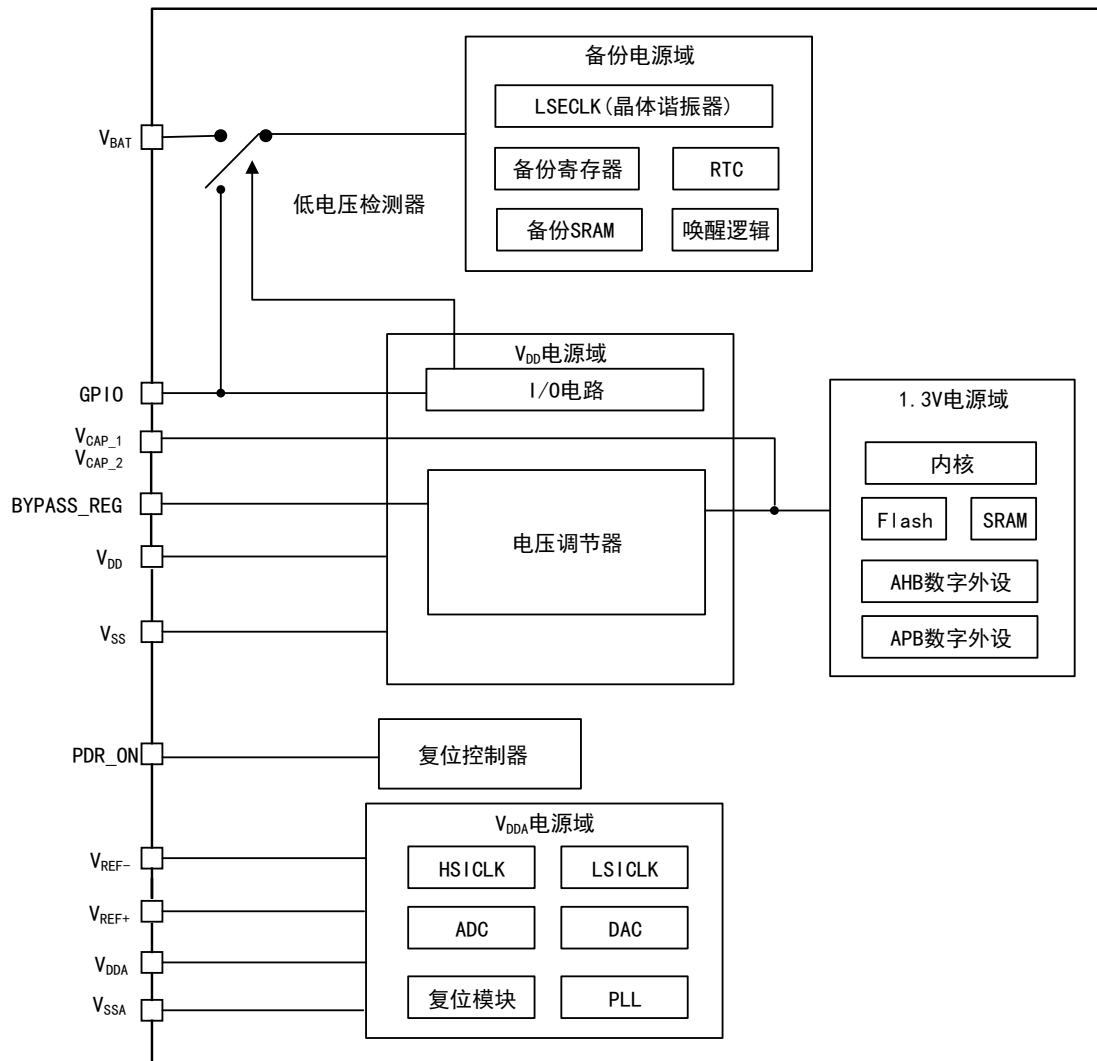 备份电源域
LSECLK(晶体谐振器)
V_BAT
备份寄存器
RTC
低电压检测器
备份SRAM
唤醒逻辑
V_DD电源域
GPIO
I/O电路
1.3V电源域
V_CAP_1
V_CAP_2
内核
BYPASS_REG
Flash
SRAM
电压调节器
V_DD
AHB数字外设
V_SS
APB数字外设
PDR_ON
复位控制器
V_DDA电源域
V_REF-
HSICLK
LSICLK
V_REF+
ADC
DAC
V_DDA
复位模块
PLL
V_SSA